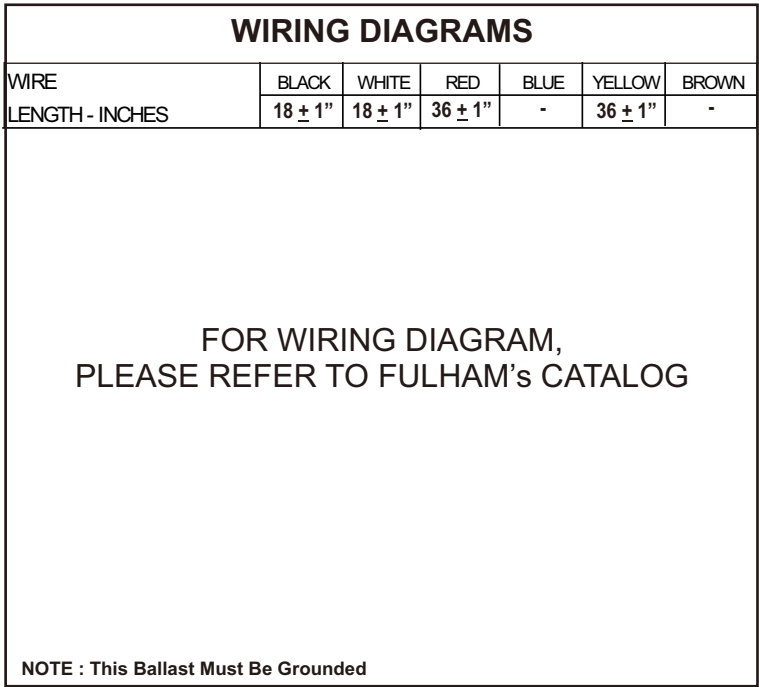 WIRING DIAGRAMS
WIRE BLACK WHITE RED BLUE YELLOW BROWN
LENGTH - INCHES 18 ± 1” 18 ± 1” 36 ± 1” - 36 ± 1” -
FOR WIRING DIAGRAM,
PLEASE REFER TO FULHAM’s CATALOG
NOTE : This Ballast Must Be Grounded